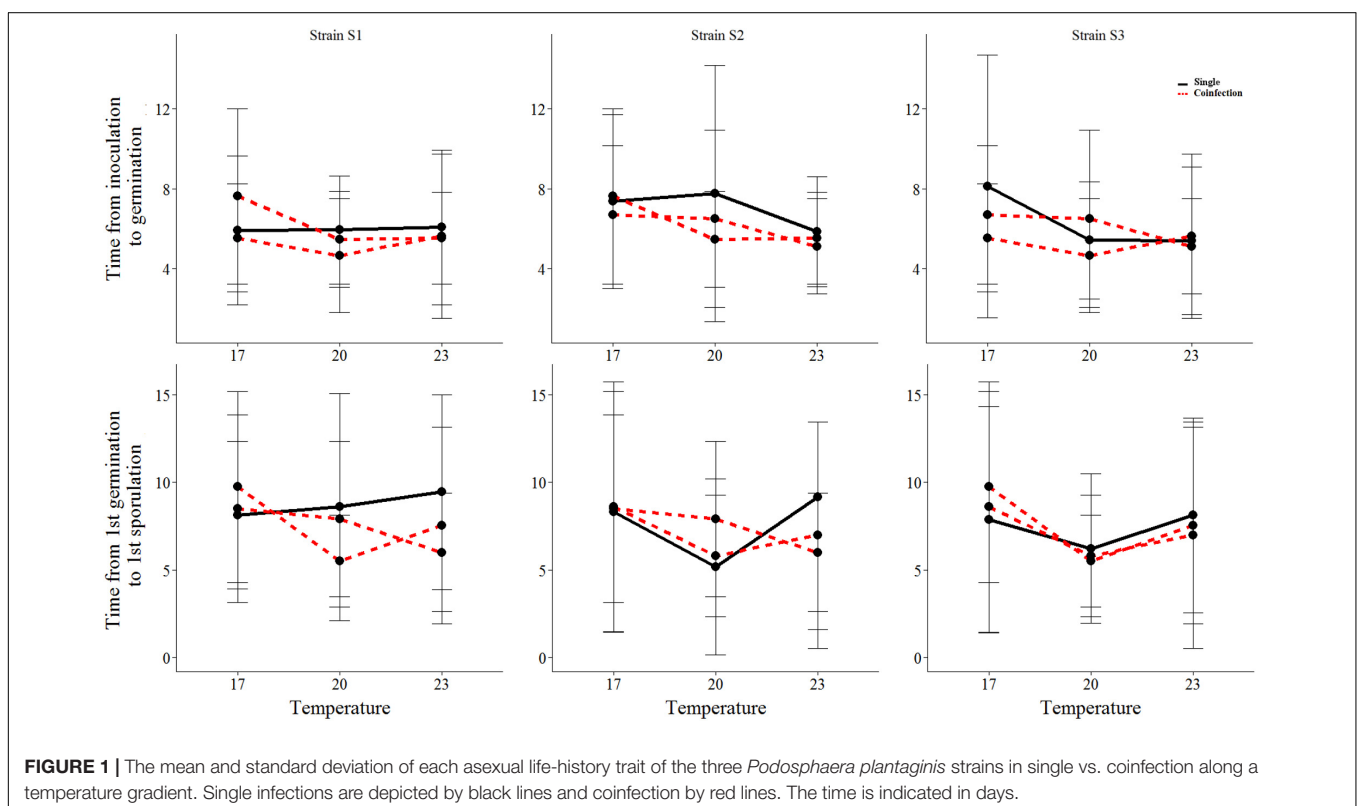 Strain S1
Strain S2
Strain S3
Time from inoculation
to germination
12
8
4
17
20
23
12
8
4
17
20
23
Single
Coinfection
12
8
4
17
20
23
Time from 1st germination
to 1st sporulation
15
10
5
0
17
20
23
Temperature
15
10
5
0
17
20
23
Temperature
15
10
5
0
17
20
23
Temperature
FIGURE 1 | The mean and standard deviation of each asexual life-history trait of the three Podosphaera plantaginis strains in single vs. coinfection along a
temperature gradient. Single infections are depicted by black lines and coinfection by red lines. The time is indicated in days.